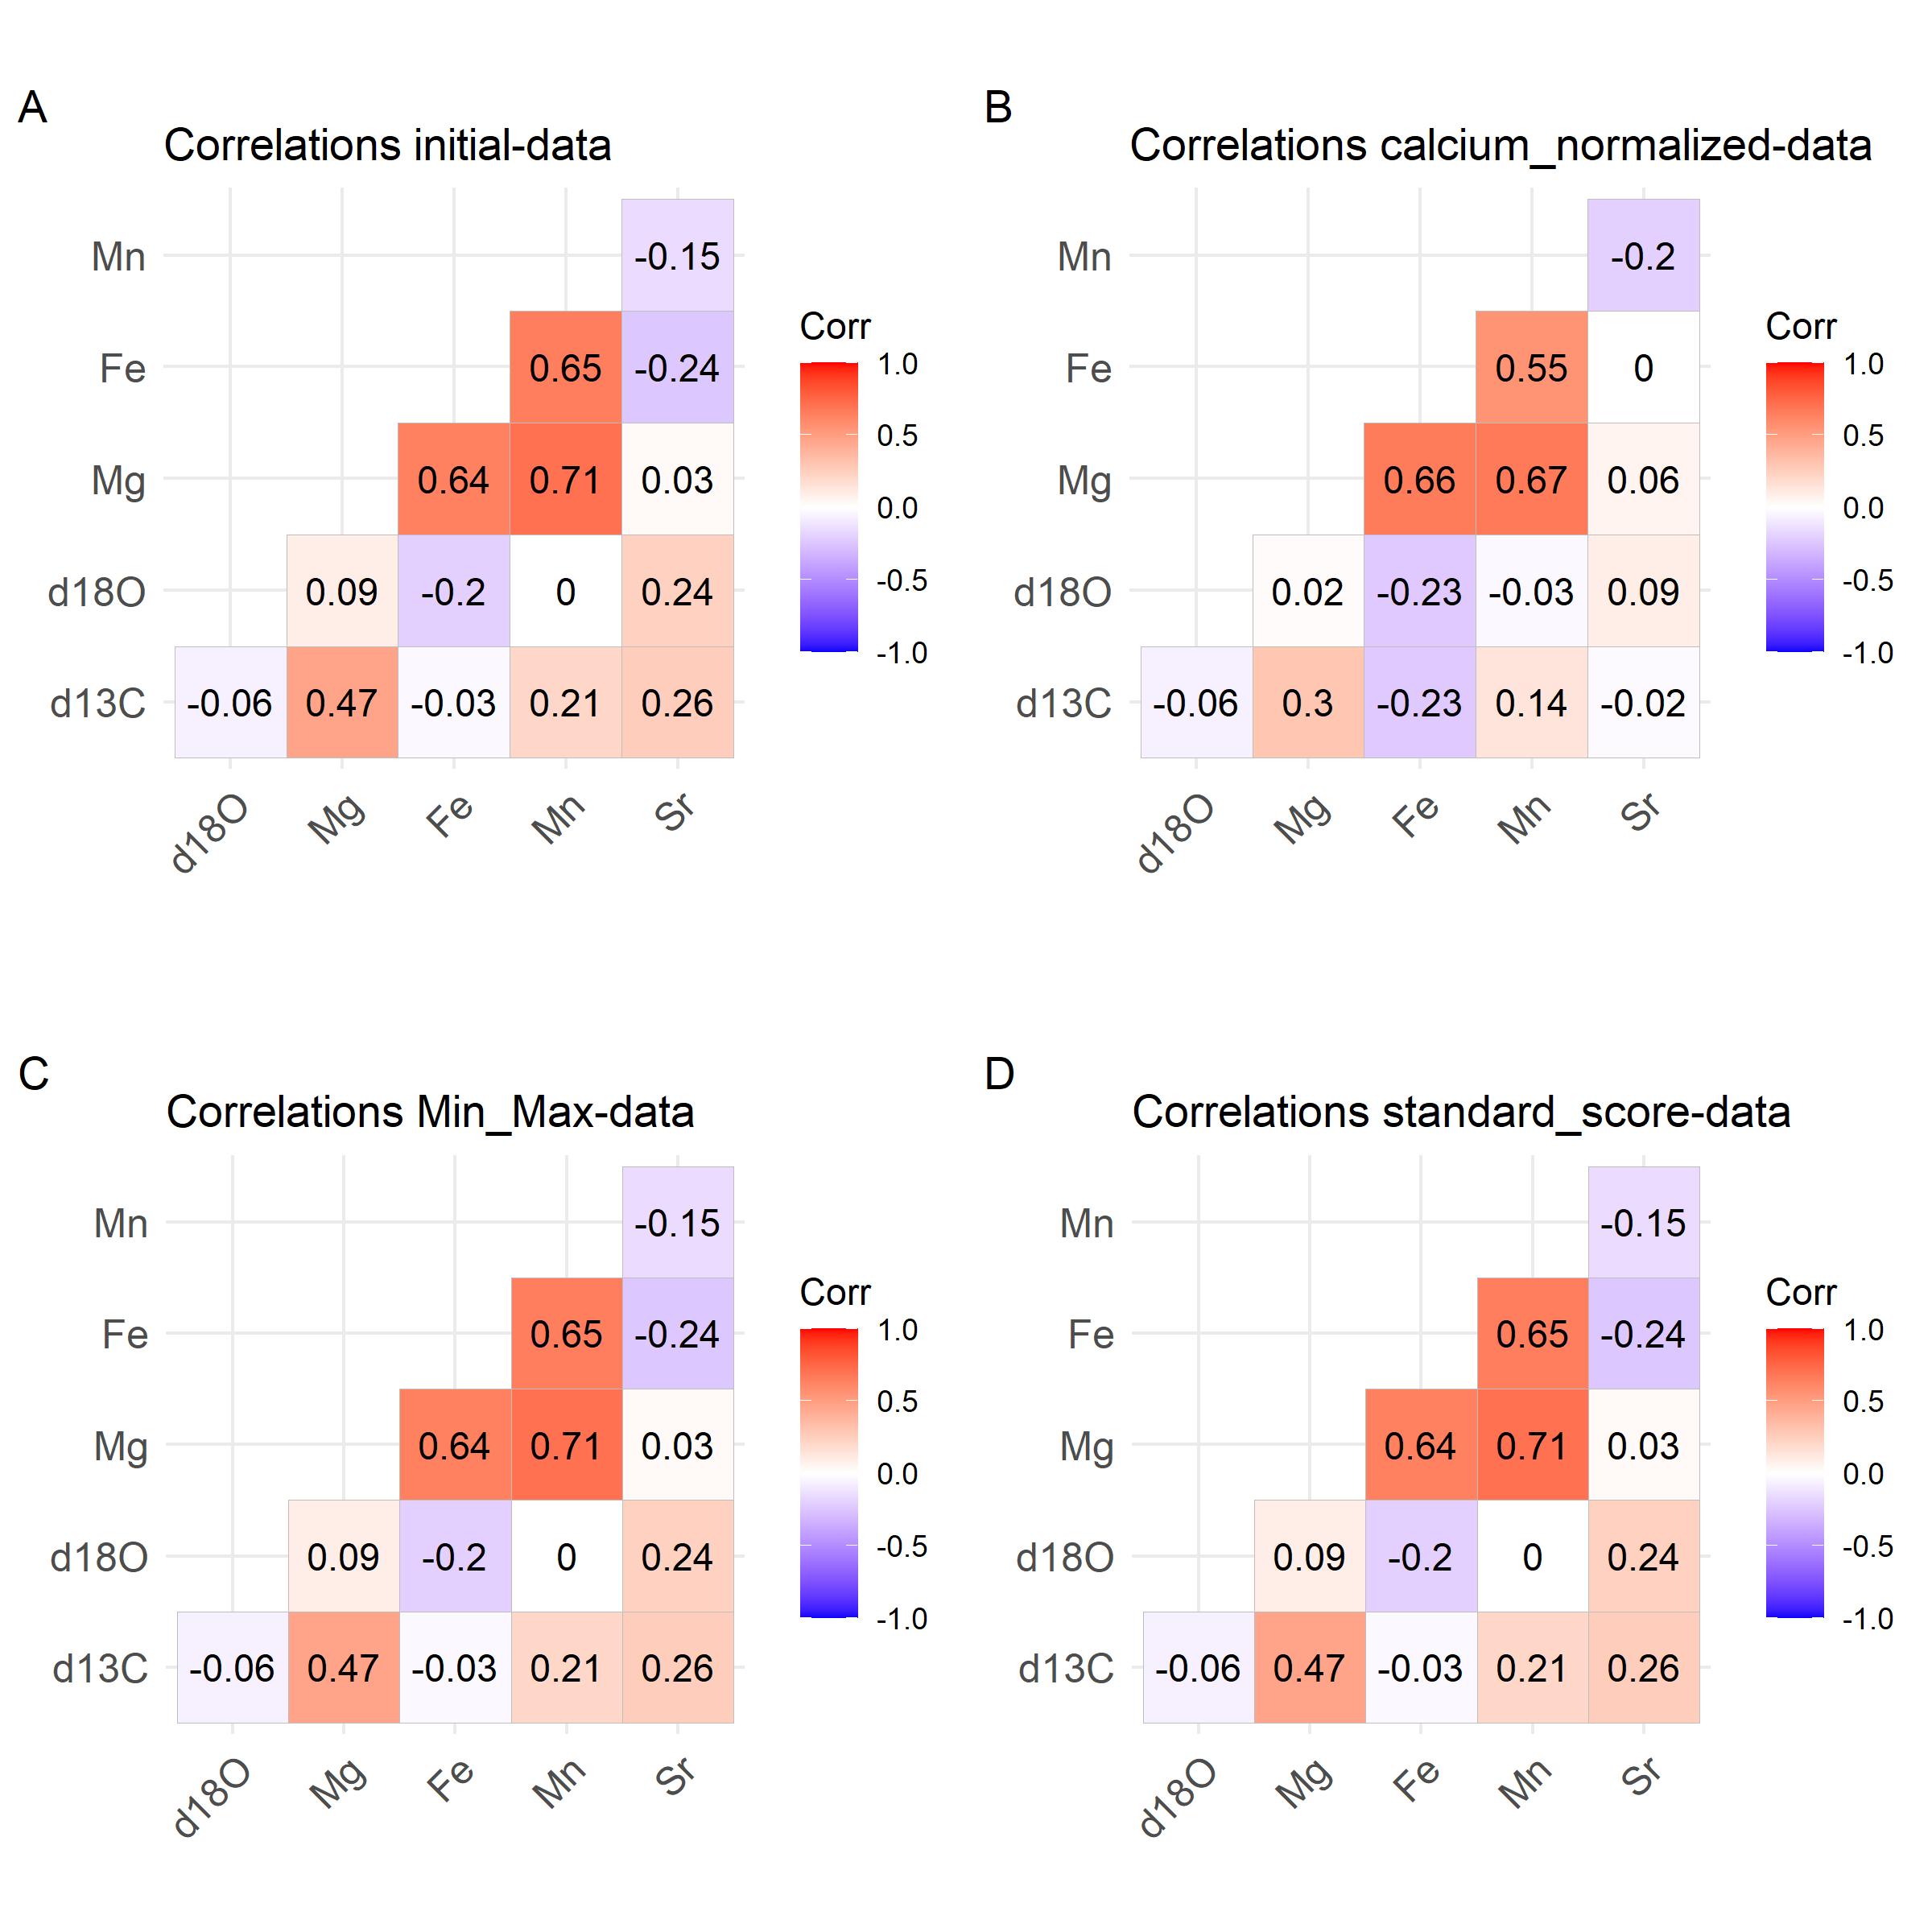 A
Correlations initial-data
Mn -0.15
Fe 0.65 -0.24
Mg 0.64 0.71 0.03
d18O 0.09 -0.2 0 0.24
d13C -0.06 0.47 -0.03 0.21 0.26
d18O Mg Fe Mn Sr
Corr
1.0
0.5
0.0
-0.5
-1.0
B
Correlations calcium_normalized-data
Mn -0.2
Fe 0.55 0
Mg 0.66 0.67 0.06
d18O 0.02 -0.23 -0.03 0.09
d13C -0.06 0.3 -0.23 0.14 -0.02
d18O Mg Fe Mn Sr
Corr
1.0
0.5
0.0
-0.5
-1.0
C
Correlations Min_Max-data
Mn -0.15
Fe 0.65 -0.24
Mg 0.64 0.71 0.03
d18O 0.09 -0.2 0 0.24
d13C -0.06 0.47 -0.03 0.21 0.26
d18O Mg Fe Mn Sr
Corr
1.0
0.5
0.0
-0.5
-1.0
D
Correlations standard_score-data
Mn -0.15
Fe 0.65 -0.24
Mg 0.64 0.71 0.03
d18O 0.09 -0.2 0 0.24
d13C -0.06 0.47 -0.03 0.21 0.26
d18O Mg Fe Mn Sr
Corr
1.0
0.5
0.0
-0.5
-1.0